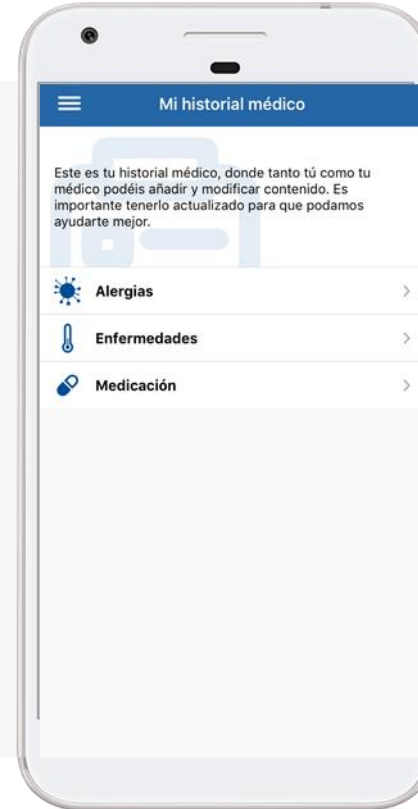 Mi historial médico
Este es tu historial médico, donde tanto tú como tu
médico podéis añadir y modificar contenido. Es
importante tenerlo actualizado para que podamos
ayudarte mejor.
Alergias
Enfermedades
Medicación